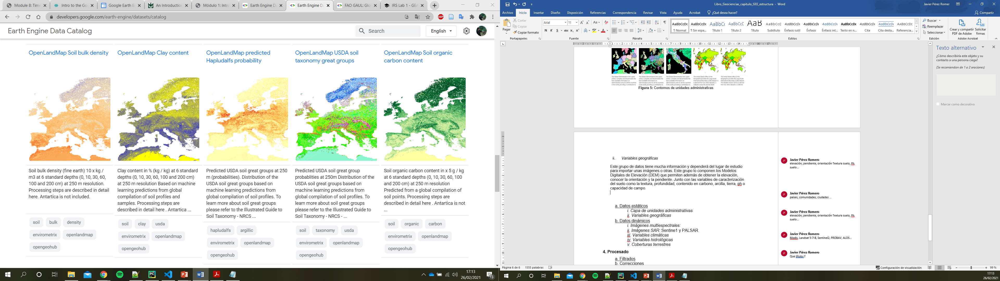 Module 8: Time
Intro to the Go
Google Earth E
An Introduction
Módulo 1: Intr
Earth Engine D
Earth Engine D
FAO GAUL: Glo
IRS Lab 1 - GEA
developers.google.com/earth-engine/datasets/catalog
ABP
Earth Engine Data Catalog
Search
English
OpenLandMap Soil bulk density
Soil bulk density (fine earth) 10 x kg /
m3 at 6 standard depths (0, 10, 30, 60,
100 and 200 cm) at 250 m resolution.
Processing steps are described in detail
here. Antartica is not included.
soil
bulk
density
envirometrix
openlandmap
opengeohub
OpenLandMap Clay content
Clay content in % (kg / kg) at 6 standard
depths (0, 10, 30, 60, 100 and 200 cm)
at 250 m resolution Based on machine
learning predictions from global
compilation of soil profiles and
samples. Processing steps are
described in detail here . Antartica ...
soil
clay
usda
envirometrix
openlandmap
opengeohub
OpenLandMap predicted
Hapludalfs probability
Predicted USDA soil great groups at 250
m (probabilities). Distribution of the
USDA soil great groups based on
machine learning predictions from
global compilation of soil profiles. To
learn more about soil great groups
please refer to the Illustrated Guide to
Soil Taxonomy - NRCS ...
hapludalfs
argillic
envirometrix
openlandmap
opengeohub
OpenLandMap USDA soil
taxonomy great groups
Predicted USDA soil great group
probablities at 250m Distribution of the
USDA soil great groups based on
machine learning predictions from
global compilation of soil profiles. To
learn more about soil great groups
please refer to the Illustrated Guide to
Soil Taxonomy - NRCS - ...
soil
taxonomy
usda
envirometrix
openlandmap
opengeohub
OpenLandMap Soil organic
carbon content
Soil organic carbon content in x 5 g / kg
at 6 standard depths (0, 10, 30, 60, 100
and 200 cm) at 250 m resolution
Predicted from a global compilation of
soil points. Processing steps are
described in detail here . Antartica is not
...
soil
organic
carbon
envirometrix
openlandmap
opengeohub
17:13
26/02/2021
13
Libro_Geociencias_capitulo_GEE_estructura - Word
Javier Pérez Romer
Archivo Inicio Insertar Diseño Disposición Referencias Correspondencia Revisar Vista Ayuda Acrobat ¿Qué desea hacer?
Compartir
Pegar
Cortar
Copiar
Copiar formato
Portapapeles
Arial
11
N K S abc
Fuente
Párrafo
¶ Normal
¶ Sin espa...
Título 1
Título 2
Título
Subtítulo
Énfasis sutil
Énfasis
Énfasis int...
Texto en n...
Cita
Cita desta...
Referencia...
Estilos
Buscar
Reemplazar
Seleccionar
Edición
Crear y compartir
PDF de Adobe
Solicitar
firmas
Adobe Acrobat
Figura 5: Contornos de unidades administrativas
ii. Variables geográficas
Este grupo de datos tiene mucha información y dependerá del lugar de estudio
para importar unas imágenes o otras. Este grupo lo componen los Modelos
Digitales de Elevación (DEM) que permiten además de obtener la elevación,
conocer la orientación y la pendiente. Junto con las variables de caracterización
del suelo como la textura, profundidad, contenido en carbono, arcilla, tierra, ph o
capacidad de campo.
a. Datos estáticos
i. Capa de unidades administrativas
ii. Variables geográficas
b. Datos dinámicos
i. Imágenes multiespectrales:
ii. Imágenes SAR: Sentine1 y PALSAR
iii. Variables climáticas
iv. Variables hidrológicas
v. Coberturas terrestres
4. Procesado
a. Filtrados
b. Correcciones
JP
Javier Pérez Romero
elevación, pendiente, orientación Textura suelo, Ph
suelo...
JP
Javier Pérez Romero
países, comunidades, ciudades ...
JP
Javier Pérez Romero
elevación, pendiente, orientación Textura suelo, Ph
suelo...
JP
Javier Pérez Romero
Modis, Landsat 5-7-8, Sentinel2, PROBAV, ALOS...
JP
Javier Pérez Romero
Que título¿?
Texto alternativo
¿Cómo describiría este objeto y su
contexto a una persona ciega?
(Se recomiendan de 1 a 2 oraciones)
Marcar como decorativo
Página 6 de 6
1555 palabras
Configuración de visualización
99 %
17:13
26/02/2021